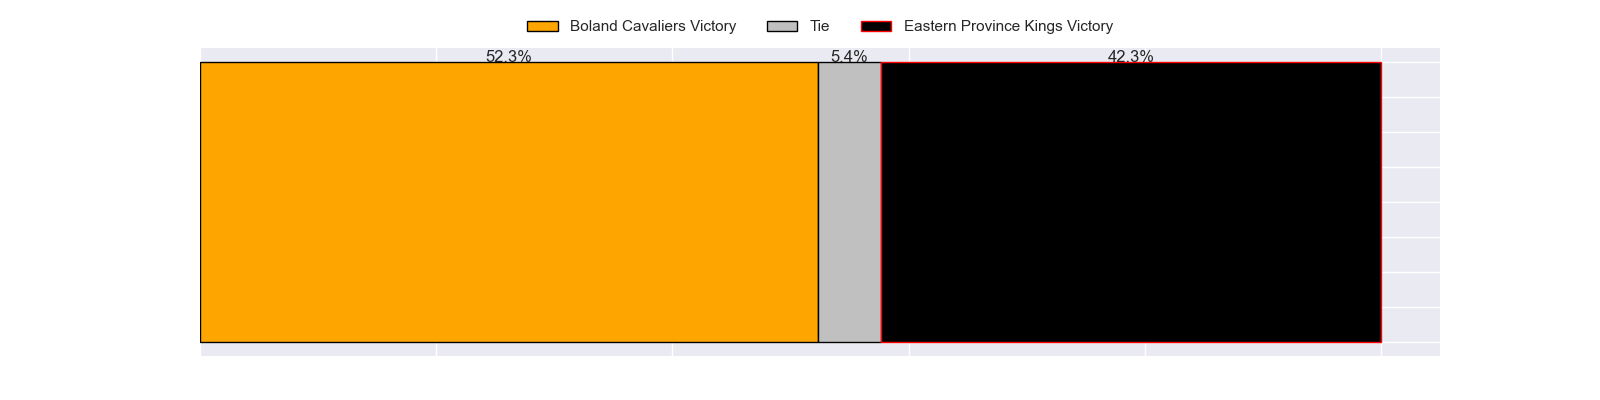 Boland Cavaliers Victory Tie Eastern Province Kings Victory
52.3% 5.4% 42.3%